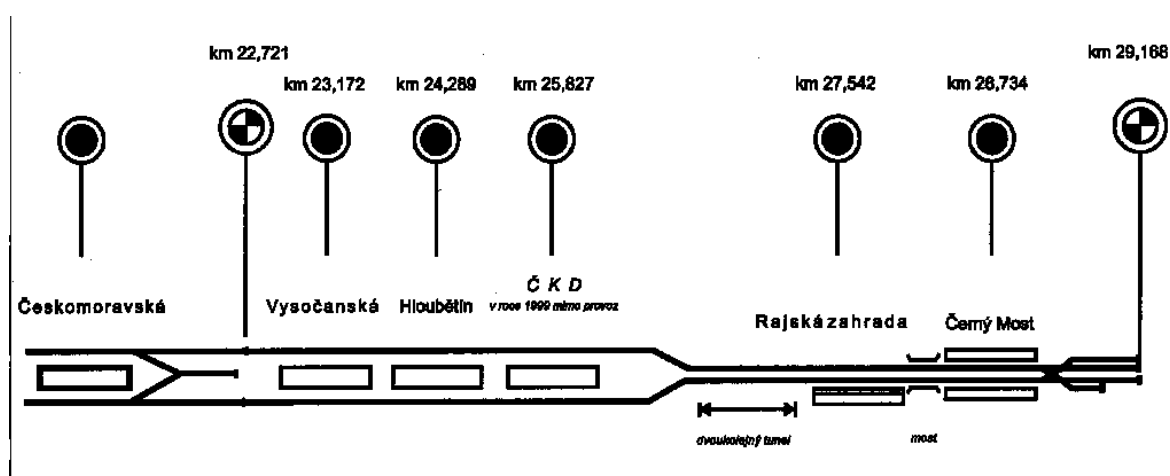 km 22,721
km 29,168
km 23,172
km 24,289
km 25,827
km 27,542
km 28,734
Č K D
v roce 1999 mimo provoz
Českomoravská
Vysočanská
Hloubětín
Rajská zahrada
Černý Most
dvoukolejný tunel
most